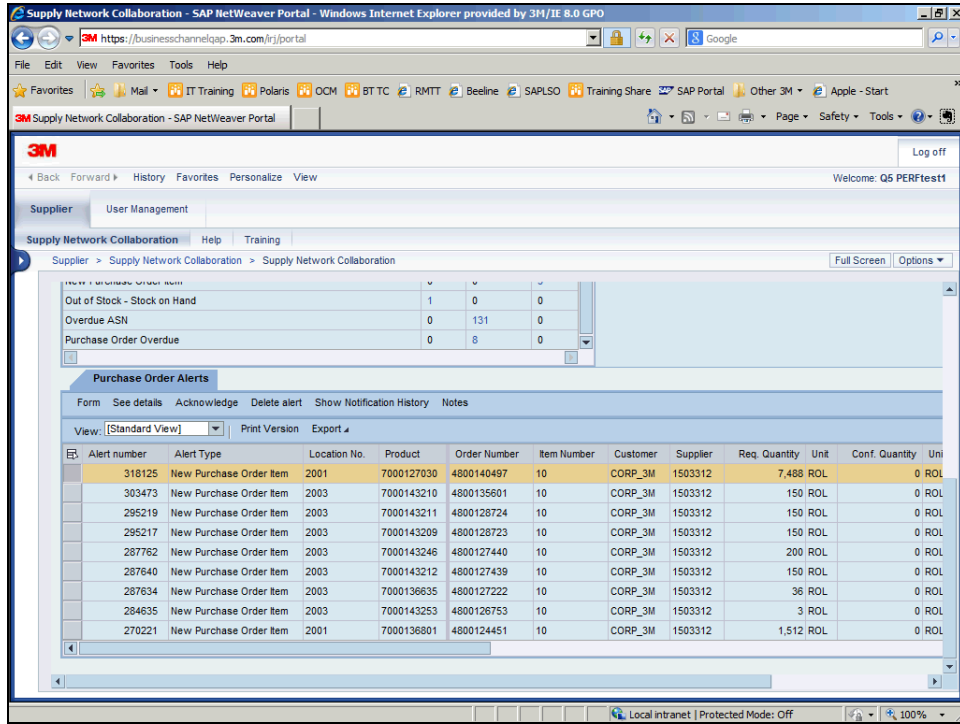 Supply Network Collaboration - SAP NetWeaver Portal - Windows Internet Explorer provided by 3M/IE 8.0 GPO
3M https://businesschannelqap.3m.com/irj/portal Google
File Edit View Favorites Tools Help
Favorites Mail IT Training Polaris OCM BT TC RMTT Beeline SAPLSO Training Share SAP Portal Other 3M Apple - Start »
3M Supply Network Collaboration - SAP NetWeaver Portal Page Safety Tools
3M Log off
Back Forward History Favorites Personalize View Welcome: Q5 PERFtest1
Supplier User Management
Supply Network Collaboration Help Training
Supplier > Supply Network Collaboration > Supply Network Collaboration Full Screen Options
New Purchase Order Item 0 0
Out of Stock - Stock on Hand 1 0 0
Overdue ASN 0 131 0
Purchase Order Overdue 0 8 0
Purchase Order Alerts
Form See details Acknowledge Delete alert Show Notification History Notes
View: [Standard View] Print Version Export
Alert number Alert Type Location No. Product Order Number Item Number Customer Supplier Req. Quantity Unit Conf. Quantity Uni
318125 New Purchase Order Item 2001 7000127030 4800140497 10 CORP_3M 1503312 7,488 ROL 0 ROL
303473 New Purchase Order Item 2003 7000143210 4800135601 10 CORP_3M 1503312 150 ROL 0 ROL
295219 New Purchase Order Item 2003 7000143211 4800128724 10 CORP_3M 1503312 150 ROL 0 ROL
295217 New Purchase Order Item 2003 7000143209 4800128723 10 CORP_3M 1503312 150 ROL 0 ROL
287762 New Purchase Order Item 2003 7000143246 4800127440 10 CORP_3M 1503312 200 ROL 0 ROL
287640 New Purchase Order Item 2003 7000143212 4800127439 10 CORP_3M 1503312 150 ROL 0 ROL
287634 New Purchase Order Item 2003 7000136635 4800127222 10 CORP_3M 1503312 36 ROL 0 ROL
284635 New Purchase Order Item 2003 7000143253 4800126753 10 CORP_3M 1503312 3 ROL 0 ROL
270221 New Purchase Order Item 2001 7000136801 4800124451 10 CORP_3M 1503312 1,512 ROL 0 ROL
Local intranet | Protected Mode: Off 100%